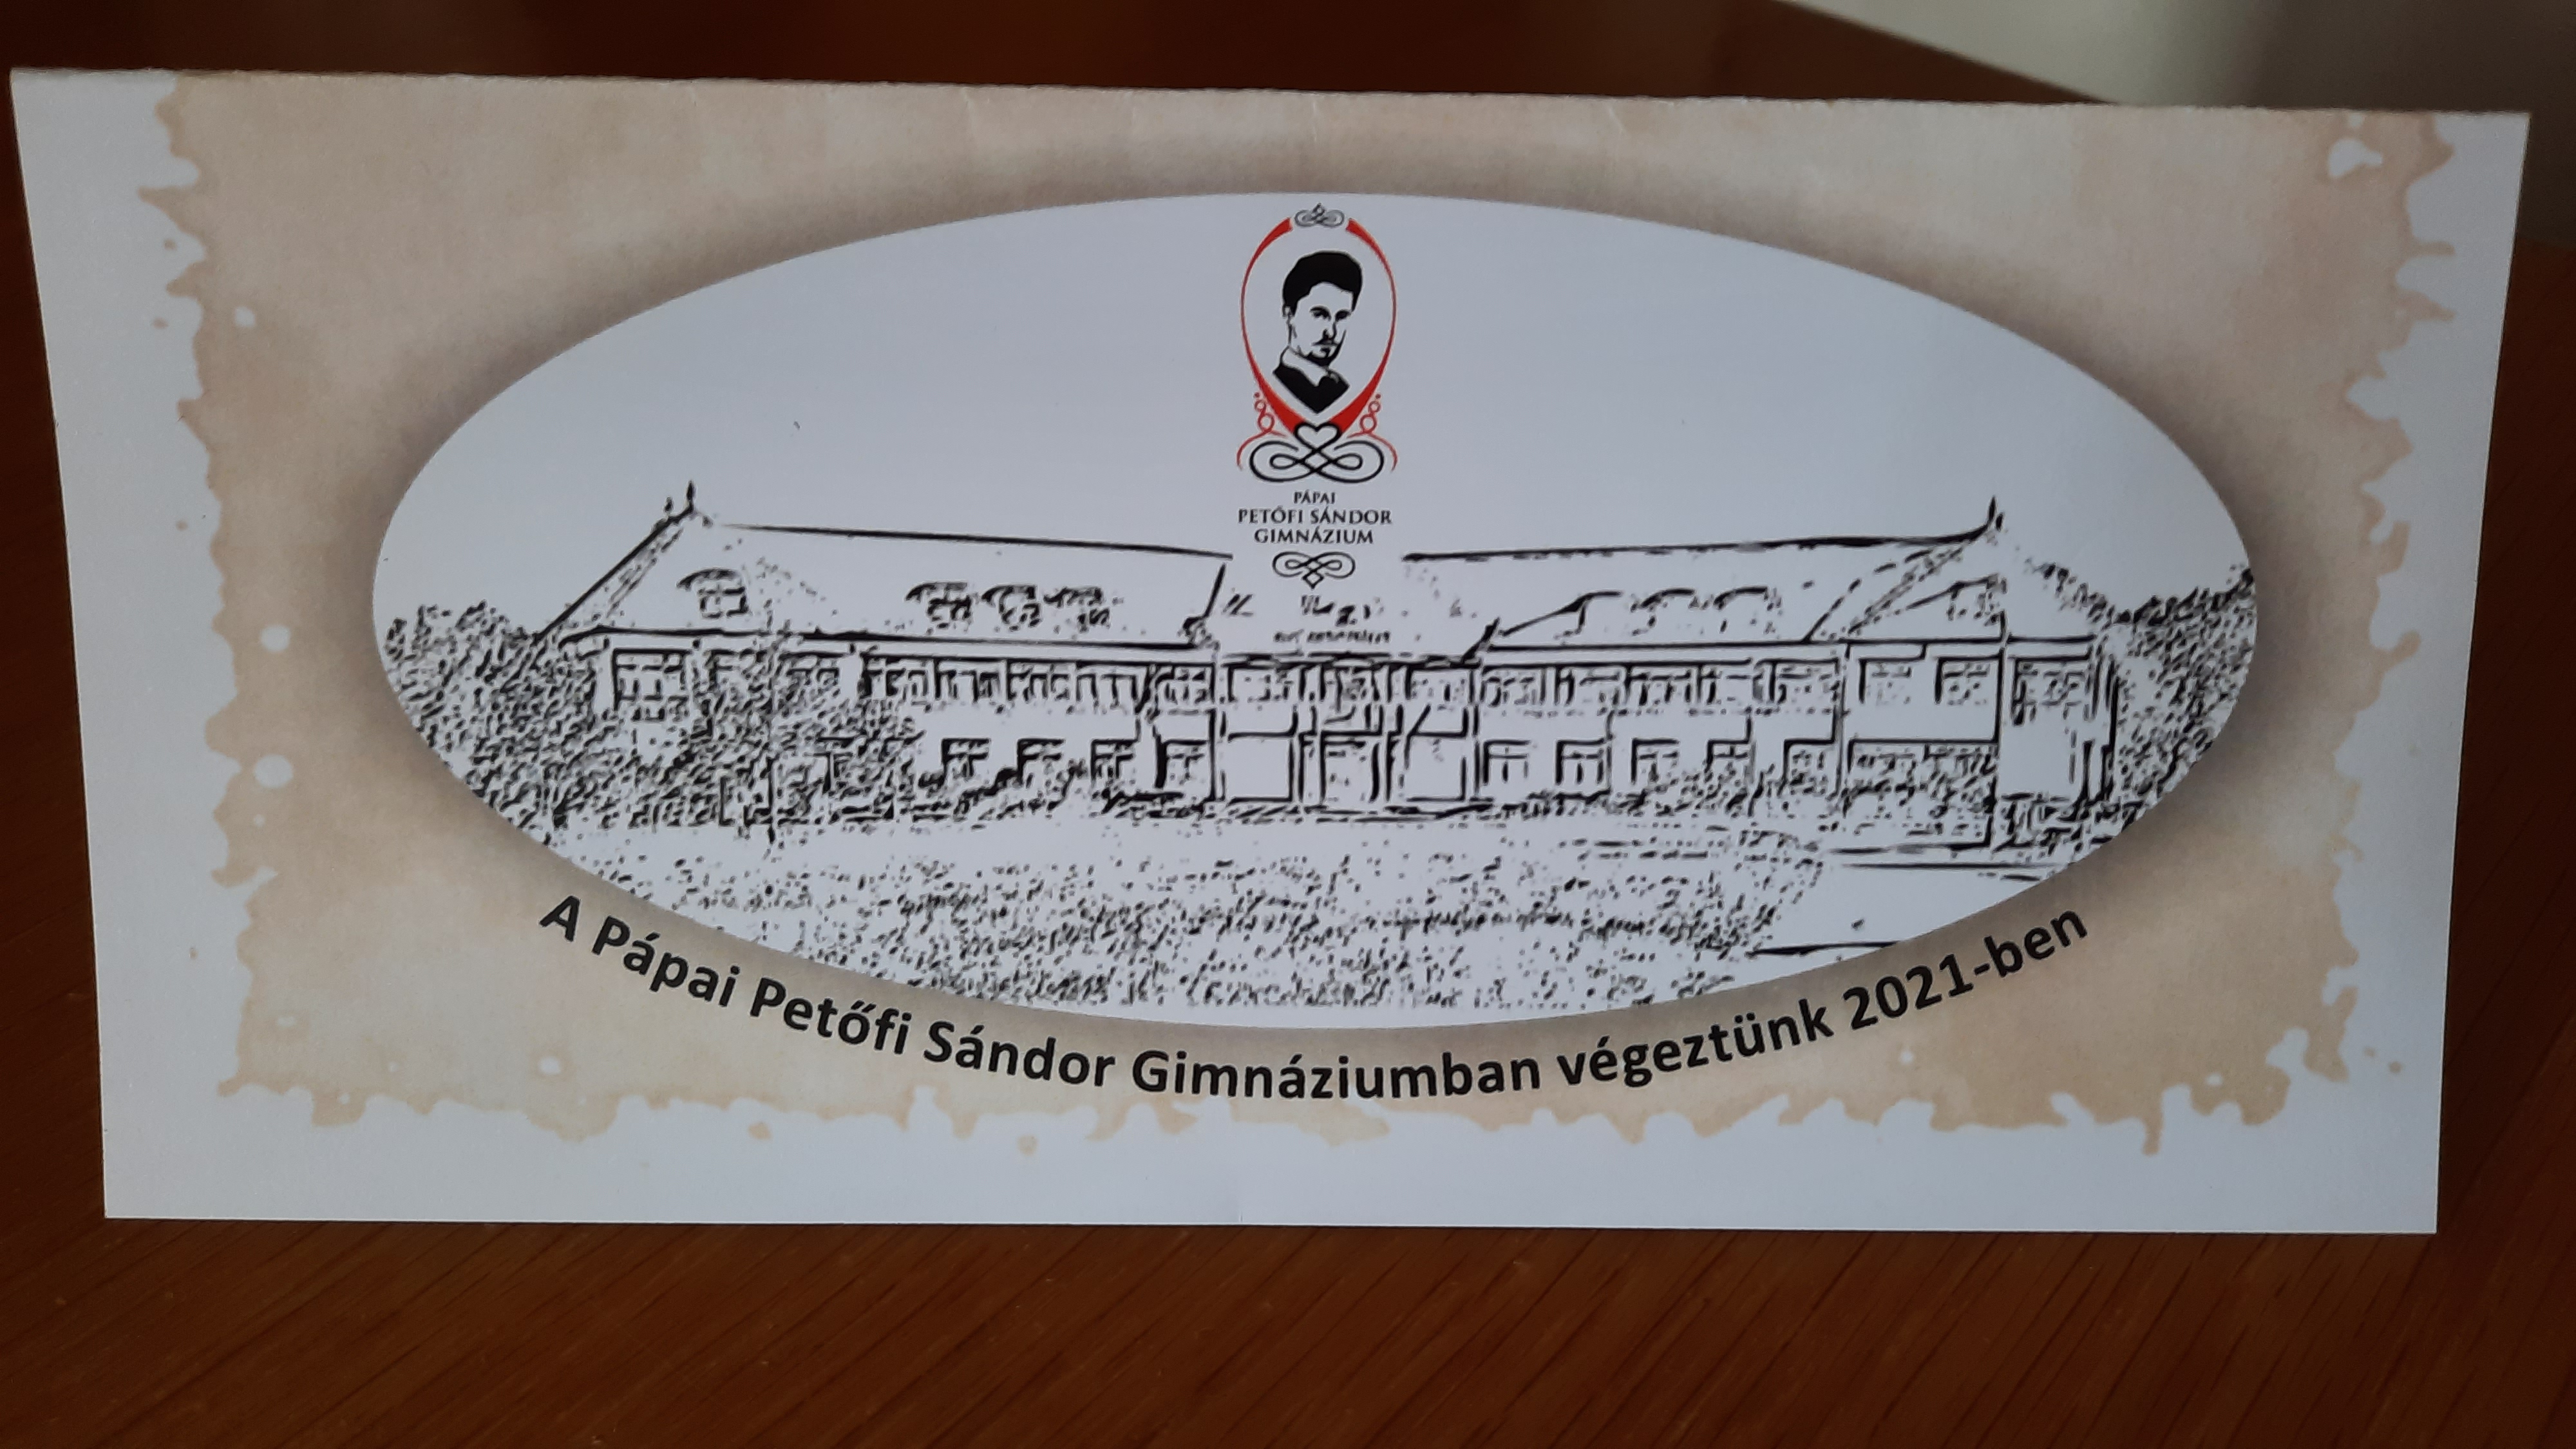 PÁPAI
PETŐFI SÁNDOR
GIMNÁZIUM
A Pápai Petőfi Sándor Gimnáziumban végeztünk 2021-ben